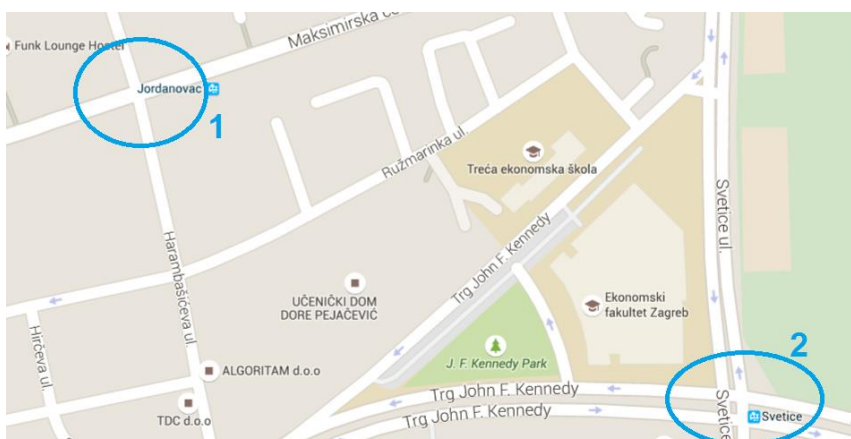 Maksimirska
Funk Lounge Hostel
Jordanovac
1
Ružmarinka ul.
Treća ekonomska škola
Svetice ul.
Harambašićeva ul.
Trg John F. Kennedy
UČENIČKI DOM
DORE PEJAČEVIĆ
Ekonomski
fakultet Zagreb
Hirčeva ul.
ALGORITAM d.o.o
J. F. Kennedy Park
2
Trg John F. Kennedy
TDC d.o.o
Trg John F. Kennedy
Svetice
Svetice